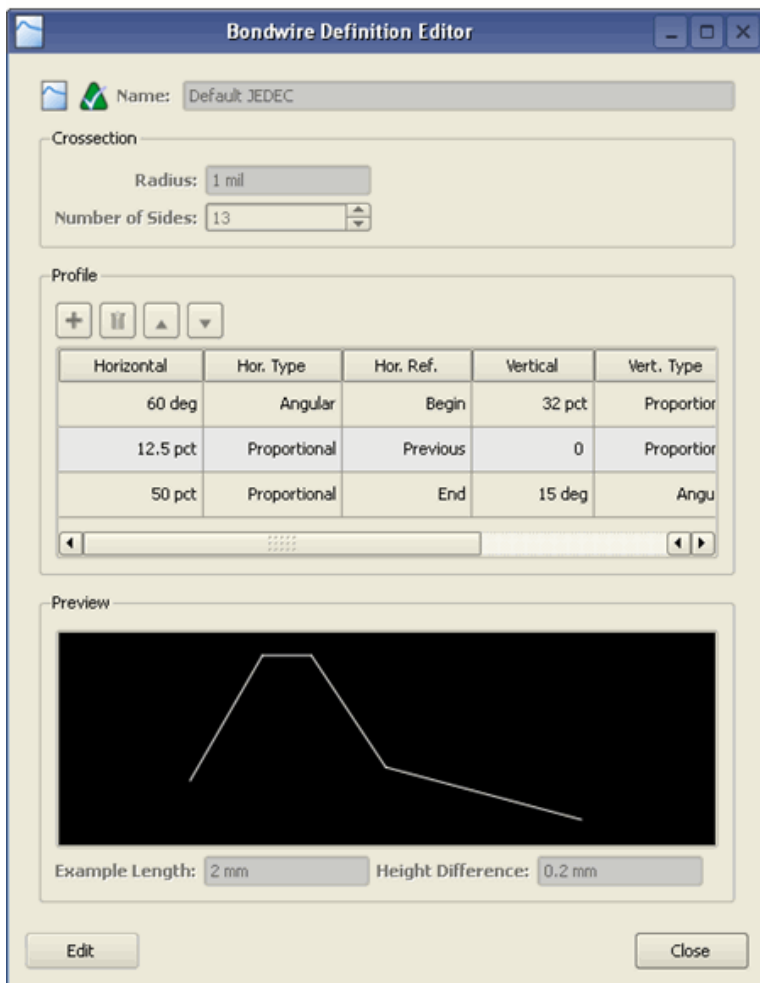 Bondwire Definition Editor
Name: Default JEDEC
Crossection
Radius: 1 mil
Number of Sides: 13
Profile
Horizontal Hor. Type Hor. Ref. Vertical Vert. Type
60 deg Angular Begin 32 pct Proportior
12.5 pct Proportional Previous 0 Proportior
50 pct Proportional End 15 deg Angu
Preview
Example Length: 2 mm Height Difference: 0.2 mm
Edit Close